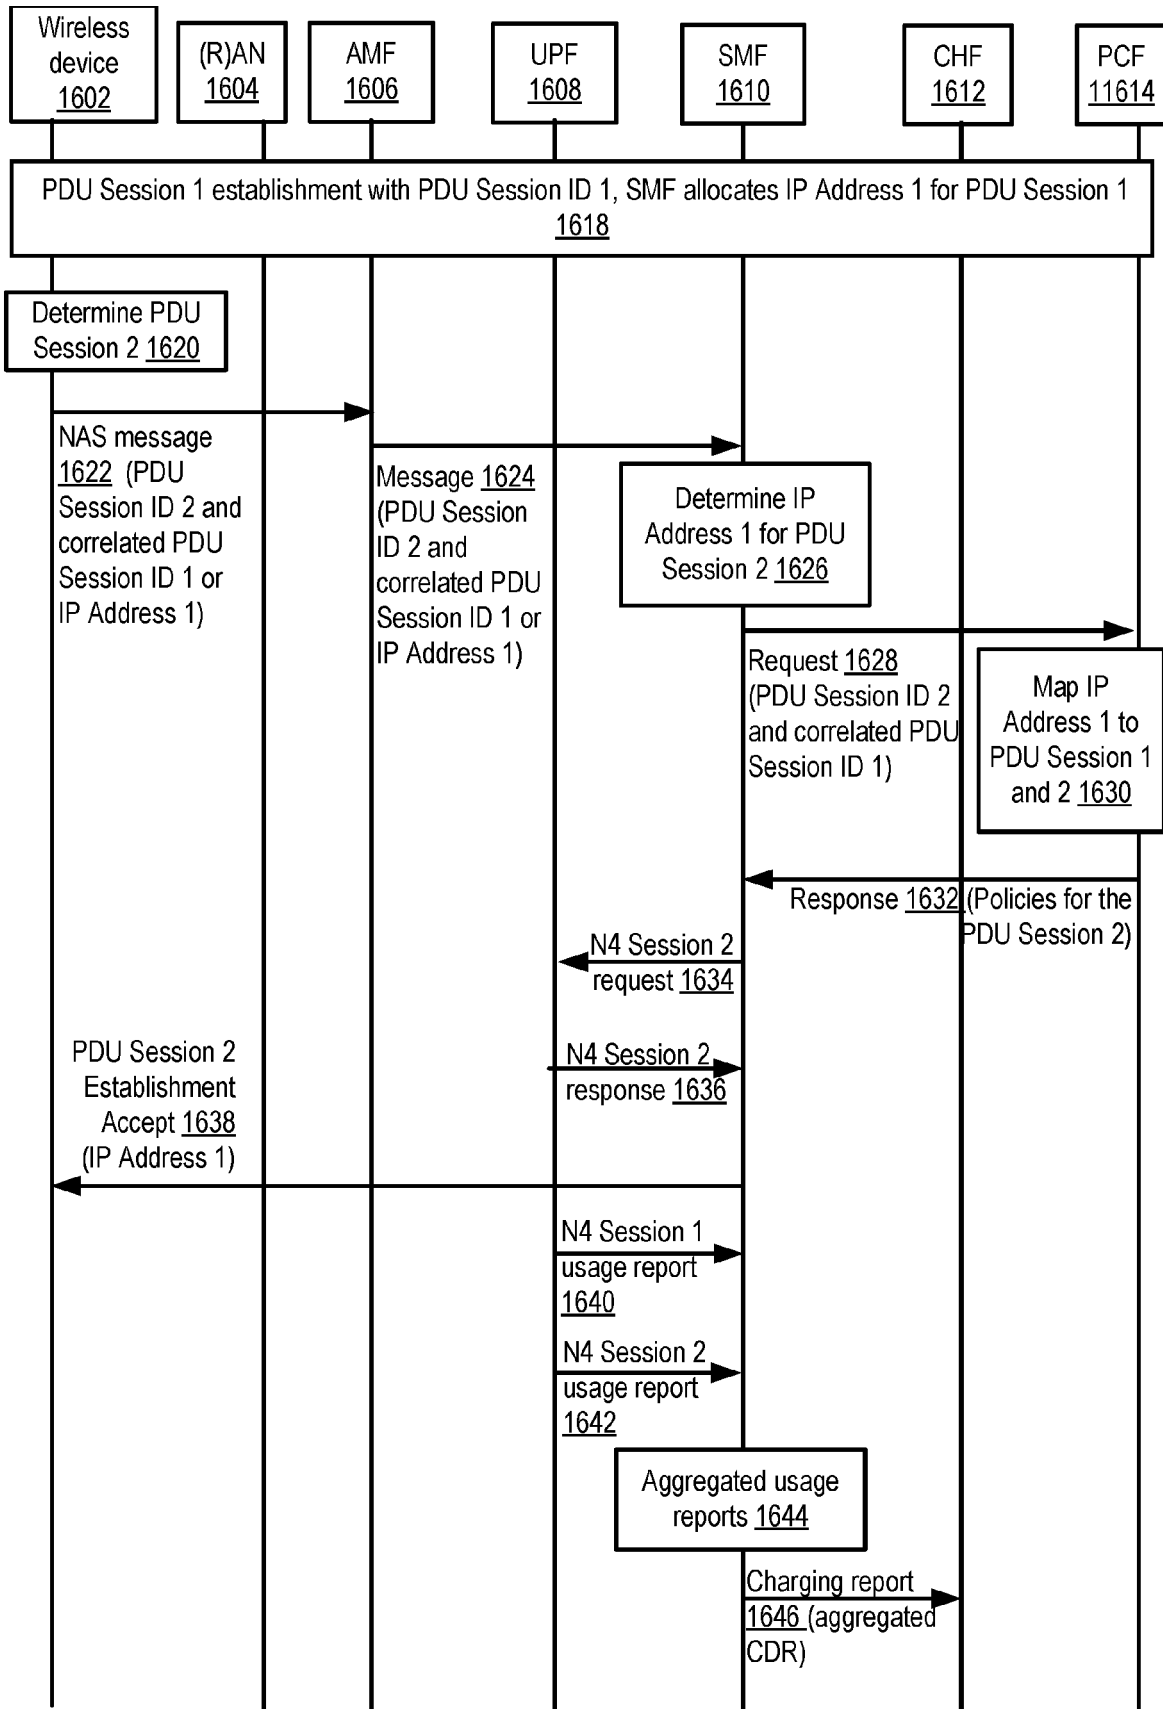 Wireless
device
1602
(R)AN
1604
AMF
1606
UPF
1608
SMF
1610
CHF
1612
PCF
11614
PDU Session 1 establishment with PDU Session ID 1, SMF allocates IP Address 1 for PDU Session 1
1618
Determine PDU
Session 2 1620
NAS message
1622 (PDU
Session ID 2 and
correlated PDU
Session ID 1 or
IP Address 1)
Message 1624
(PDU Session
ID 2 and
correlated PDU
Session ID 1 or
IP Address 1)
Determine IP
Address 1 for PDU
Session 2 1626
Request 1628
(PDU Session ID 2
and correlated PDU
Session ID 1)
Map IP
Address 1 to
PDU Session 1
and 2 1630
Response 1632 (Policies for the
PDU Session 2)
N4 Session 2
request 1634
N4 Session 2
response 1636
PDU Session 2
Establishment
Accept 1638
(IP Address 1)
N4 Session 1
usage report
1640
N4 Session 2
usage report
1642
Aggregated usage
reports 1644
Charging report
1646 (aggregated
CDR)